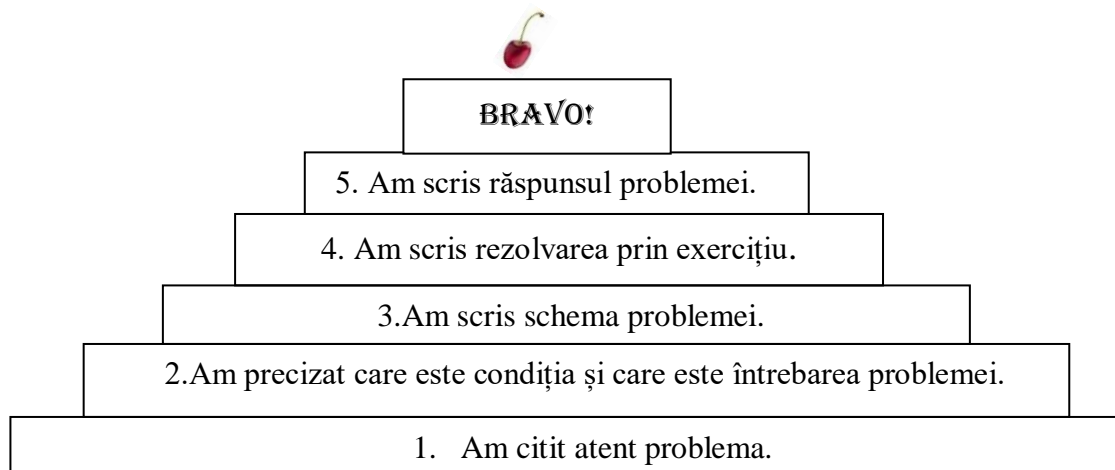 BRAVO!
5. Am scris răspunsul problemei.
4. Am scris rezolvarea prin exercițiu.
3.Am scris schema problemei.
2.Am precizat care este condiția și care este întrebarea problemei.
1. Am citit atent problema.